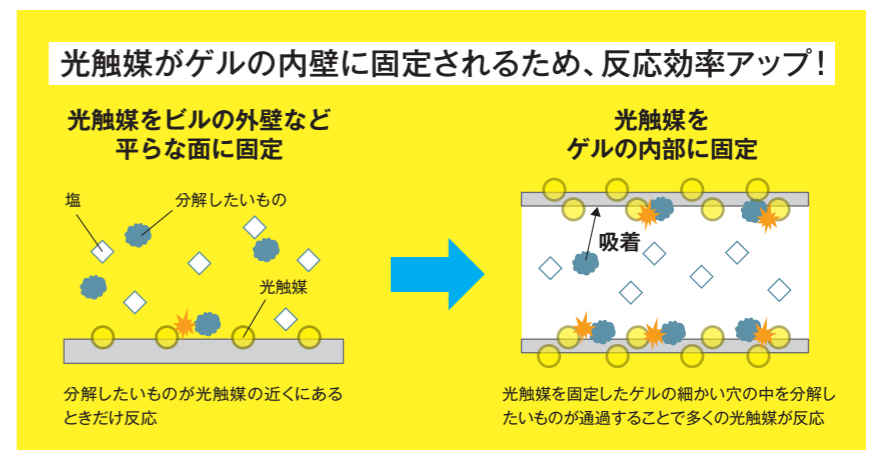 光触媒がゲルの内壁に固定されるため、反応効率アップ！
光触媒をビルの外壁など
平らな面に固定
塩
分解したいもの
光触媒
分解したいものが光触媒の近くにある
ときだけ反応
光触媒を
ゲルの内部に固定
吸着
光触媒を固定したゲルの細かい穴の中を分解し
たいものが通過することで多くの光触媒が反応